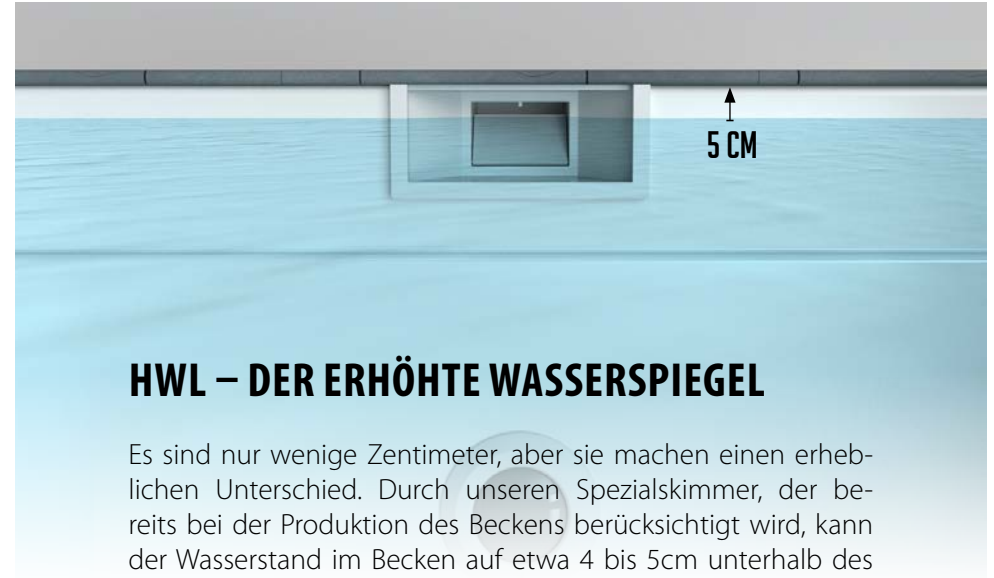 5 CM
HWL – DER ERHÖHTE WASSERSPIEGEL
Es sind nur wenige Zentimeter, aber sie machen einen erheb-
lichen Unterschied. Durch unseren Spezialskimmer, der be-
reits bei der Produktion des Beckens berücksichtigt wird, kann
der Wasserstand im Becken auf etwa 4 bis 5cm unterhalb des